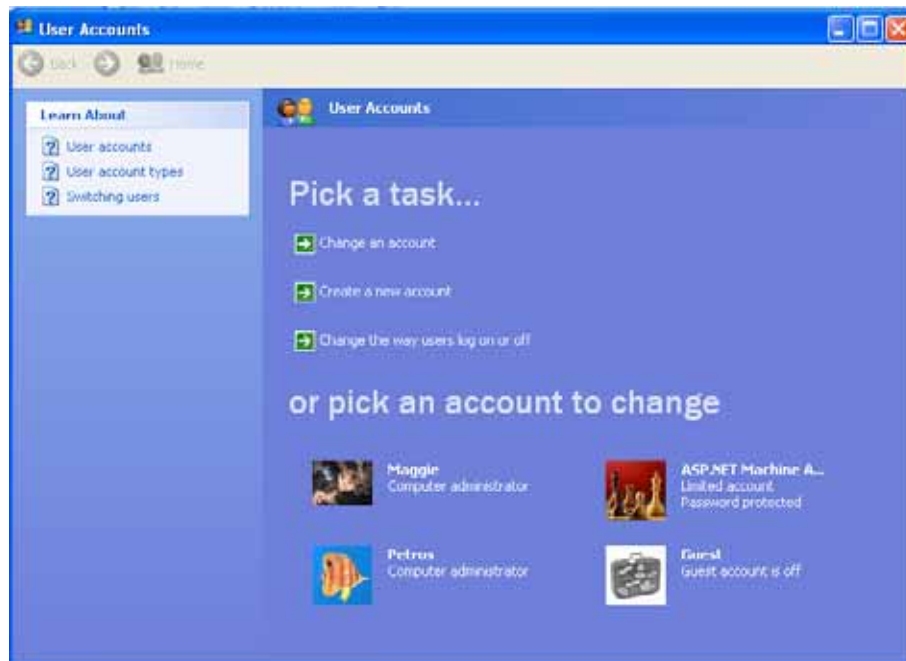 User Accounts
Back Home
Learn About
User accounts
User account types
Switching users
User Accounts
Pick a task...
Change an account
Create a new account
Change the way users log on or off
or pick an account to change
Maggie
Computer administrator
ASP.NET Machine A...
Limited account
Password protected
Petrus
Computer administrator
Guest
Guest account is off